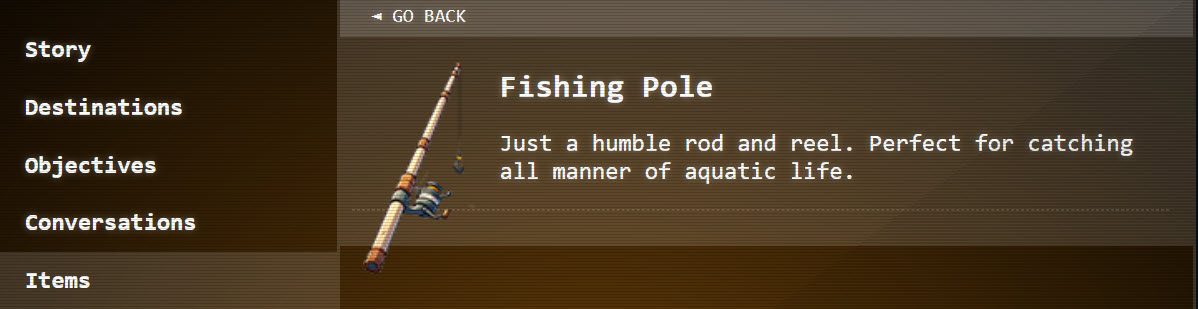 ◄ GO BACK
Story
Destinations
Objectives
Conversations
Items
Fishing Pole
Just a humble rod and reel. Perfect for catching
all manner of aquatic life.